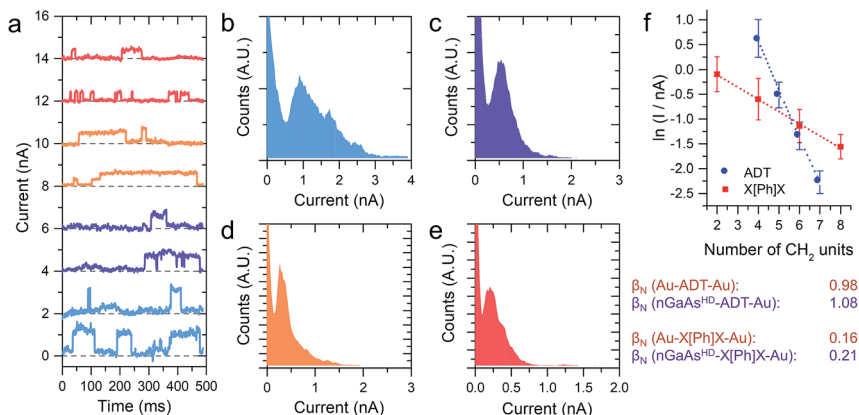 a
Current (nA)
16
14
12
10
8
6
4
2
0
0 100 200 300 400 500
Time (ms)
b
Counts (A.U.)
0 1 2 3 4
Current (nA)
c
Counts (A.U.)
0 1 2 3
Current (nA)
d
Counts (A.U.)
0 1 2 3
Current (nA)
e
Counts (A.U.)
0.0 0.5 1.0 1.5 2.0
Current (nA)
f
ln (I / nA)
1.0
0.5
0.0
-0.5
-1.0
-1.5
-2.0
-2.5
ADT
X[Ph]X
2 3 4 5 6 7 8
Number of CH₂ units
βN (Au-ADT-Au): 0.98
βN (nGaAsᴴᴰ-ADT-Au): 1.08
βN (Au-X[Ph]X-Au): 0.16
βN (nGaAsᴴᴰ-X[Ph]X-Au): 0.21